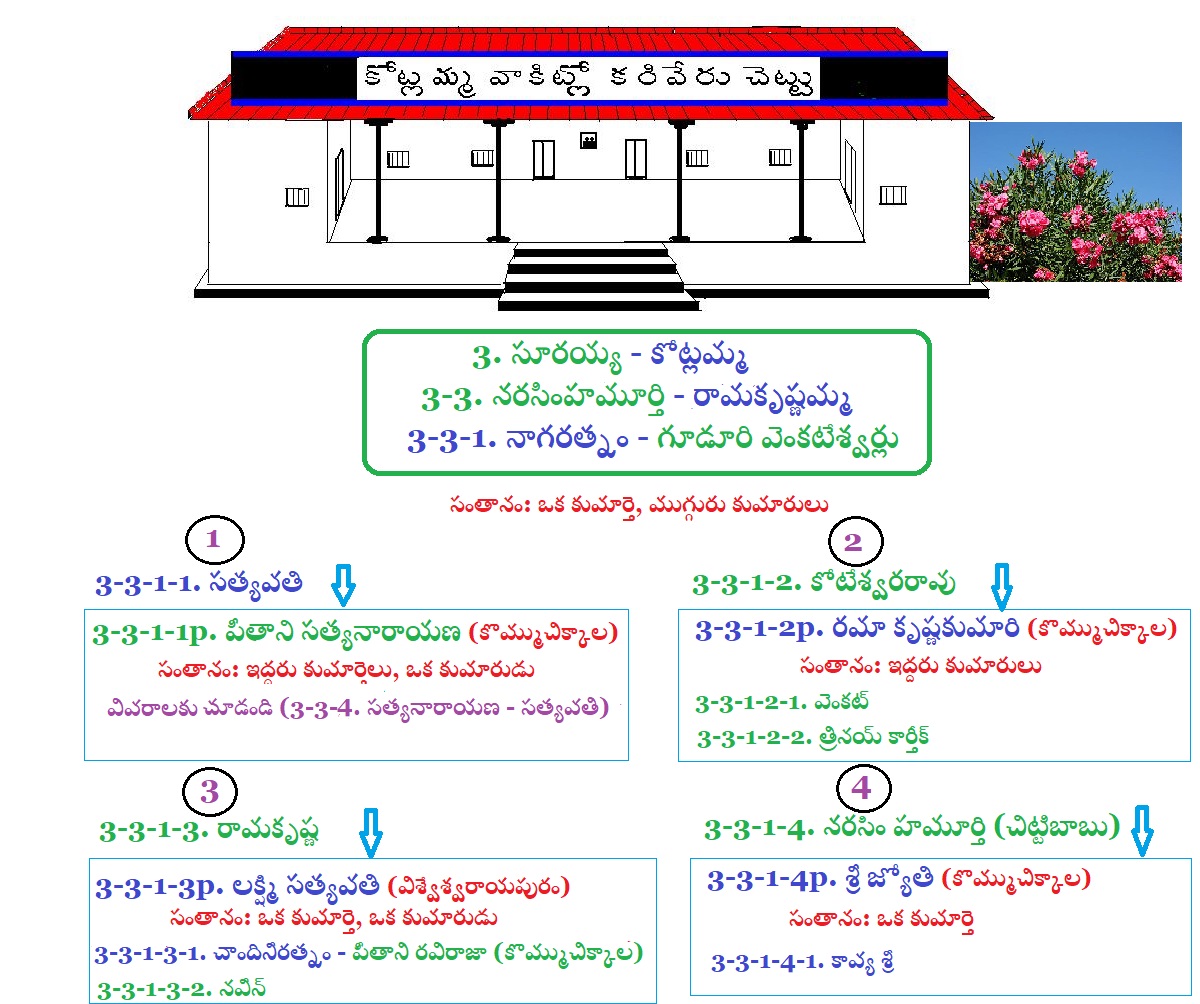 కోట్లమ్మ వాకిట్లో కరివేరు చెట్టు
3. సూరయ్య - కోట్లమ్మ
3-3. నరసింహమూర్తి - రామకృష్ణమ్మ
3-3-1. నాగరత్నం - గూడూరి వెంకటేశ్వర్లు
సంతానం: ఒక కుమార్తె, ముగ్గురు కుమారులు
1
3-3-1-1. సత్యవతి
3-3-1-1p. పితాని సత్యనారాయణ (కొమ్ముచిక్కాల)
సంతానం: ఇద్దరు కుమార్తెలు, ఒక కుమారుడు
వివరాలకు చూడండి (3-3-4. సత్యనారాయణ - సత్యవతి)
2
3-3-1-2. కోటేశ్వరరావు
3-3-1-2p. రమా కృష్ణకుమారి (కొమ్ముచిక్కాల)
సంతానం: ఇద్దరు కుమారులు
3-3-1-2-1. వెంకట్
3-3-1-2-2. త్రినయ్ కార్తీక్
3
3-3-1-3. రామకృష్ణ
3-3-1-3p. లక్ష్మి సత్యవతి (విశ్వేశ్వరాయపురం)
సంతానం: ఒక కుమార్తె, ఒక కుమారుడు
3-3-1-3-1. చాందినిరత్నం - పితాని రవిరాజా (కొమ్ముచిక్కాల)
3-3-1-3-2. నవీన్
4
3-3-1-4. నరసిం హమూర్తి (చిట్టిబాబు)
3-3-1-4p. శ్రీ జ్యోతి (కొమ్ముచిక్కాల)
సంతానం: ఒక కుమార్తె
3-3-1-4-1. కావ్య శ్రీ